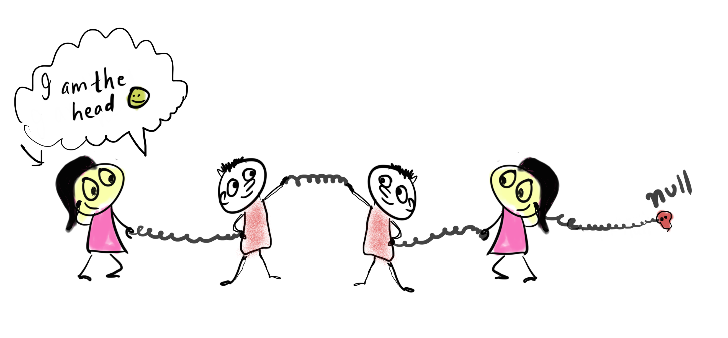 I am the
head
null